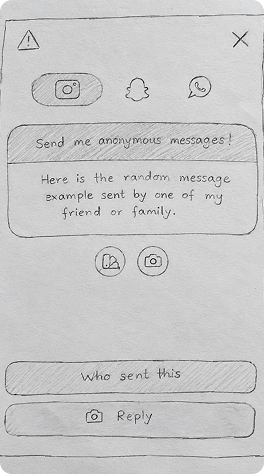 Send me anonymous messages!
Here is the random message
example sent by one of my
friend or family.
Who sent this
Reply